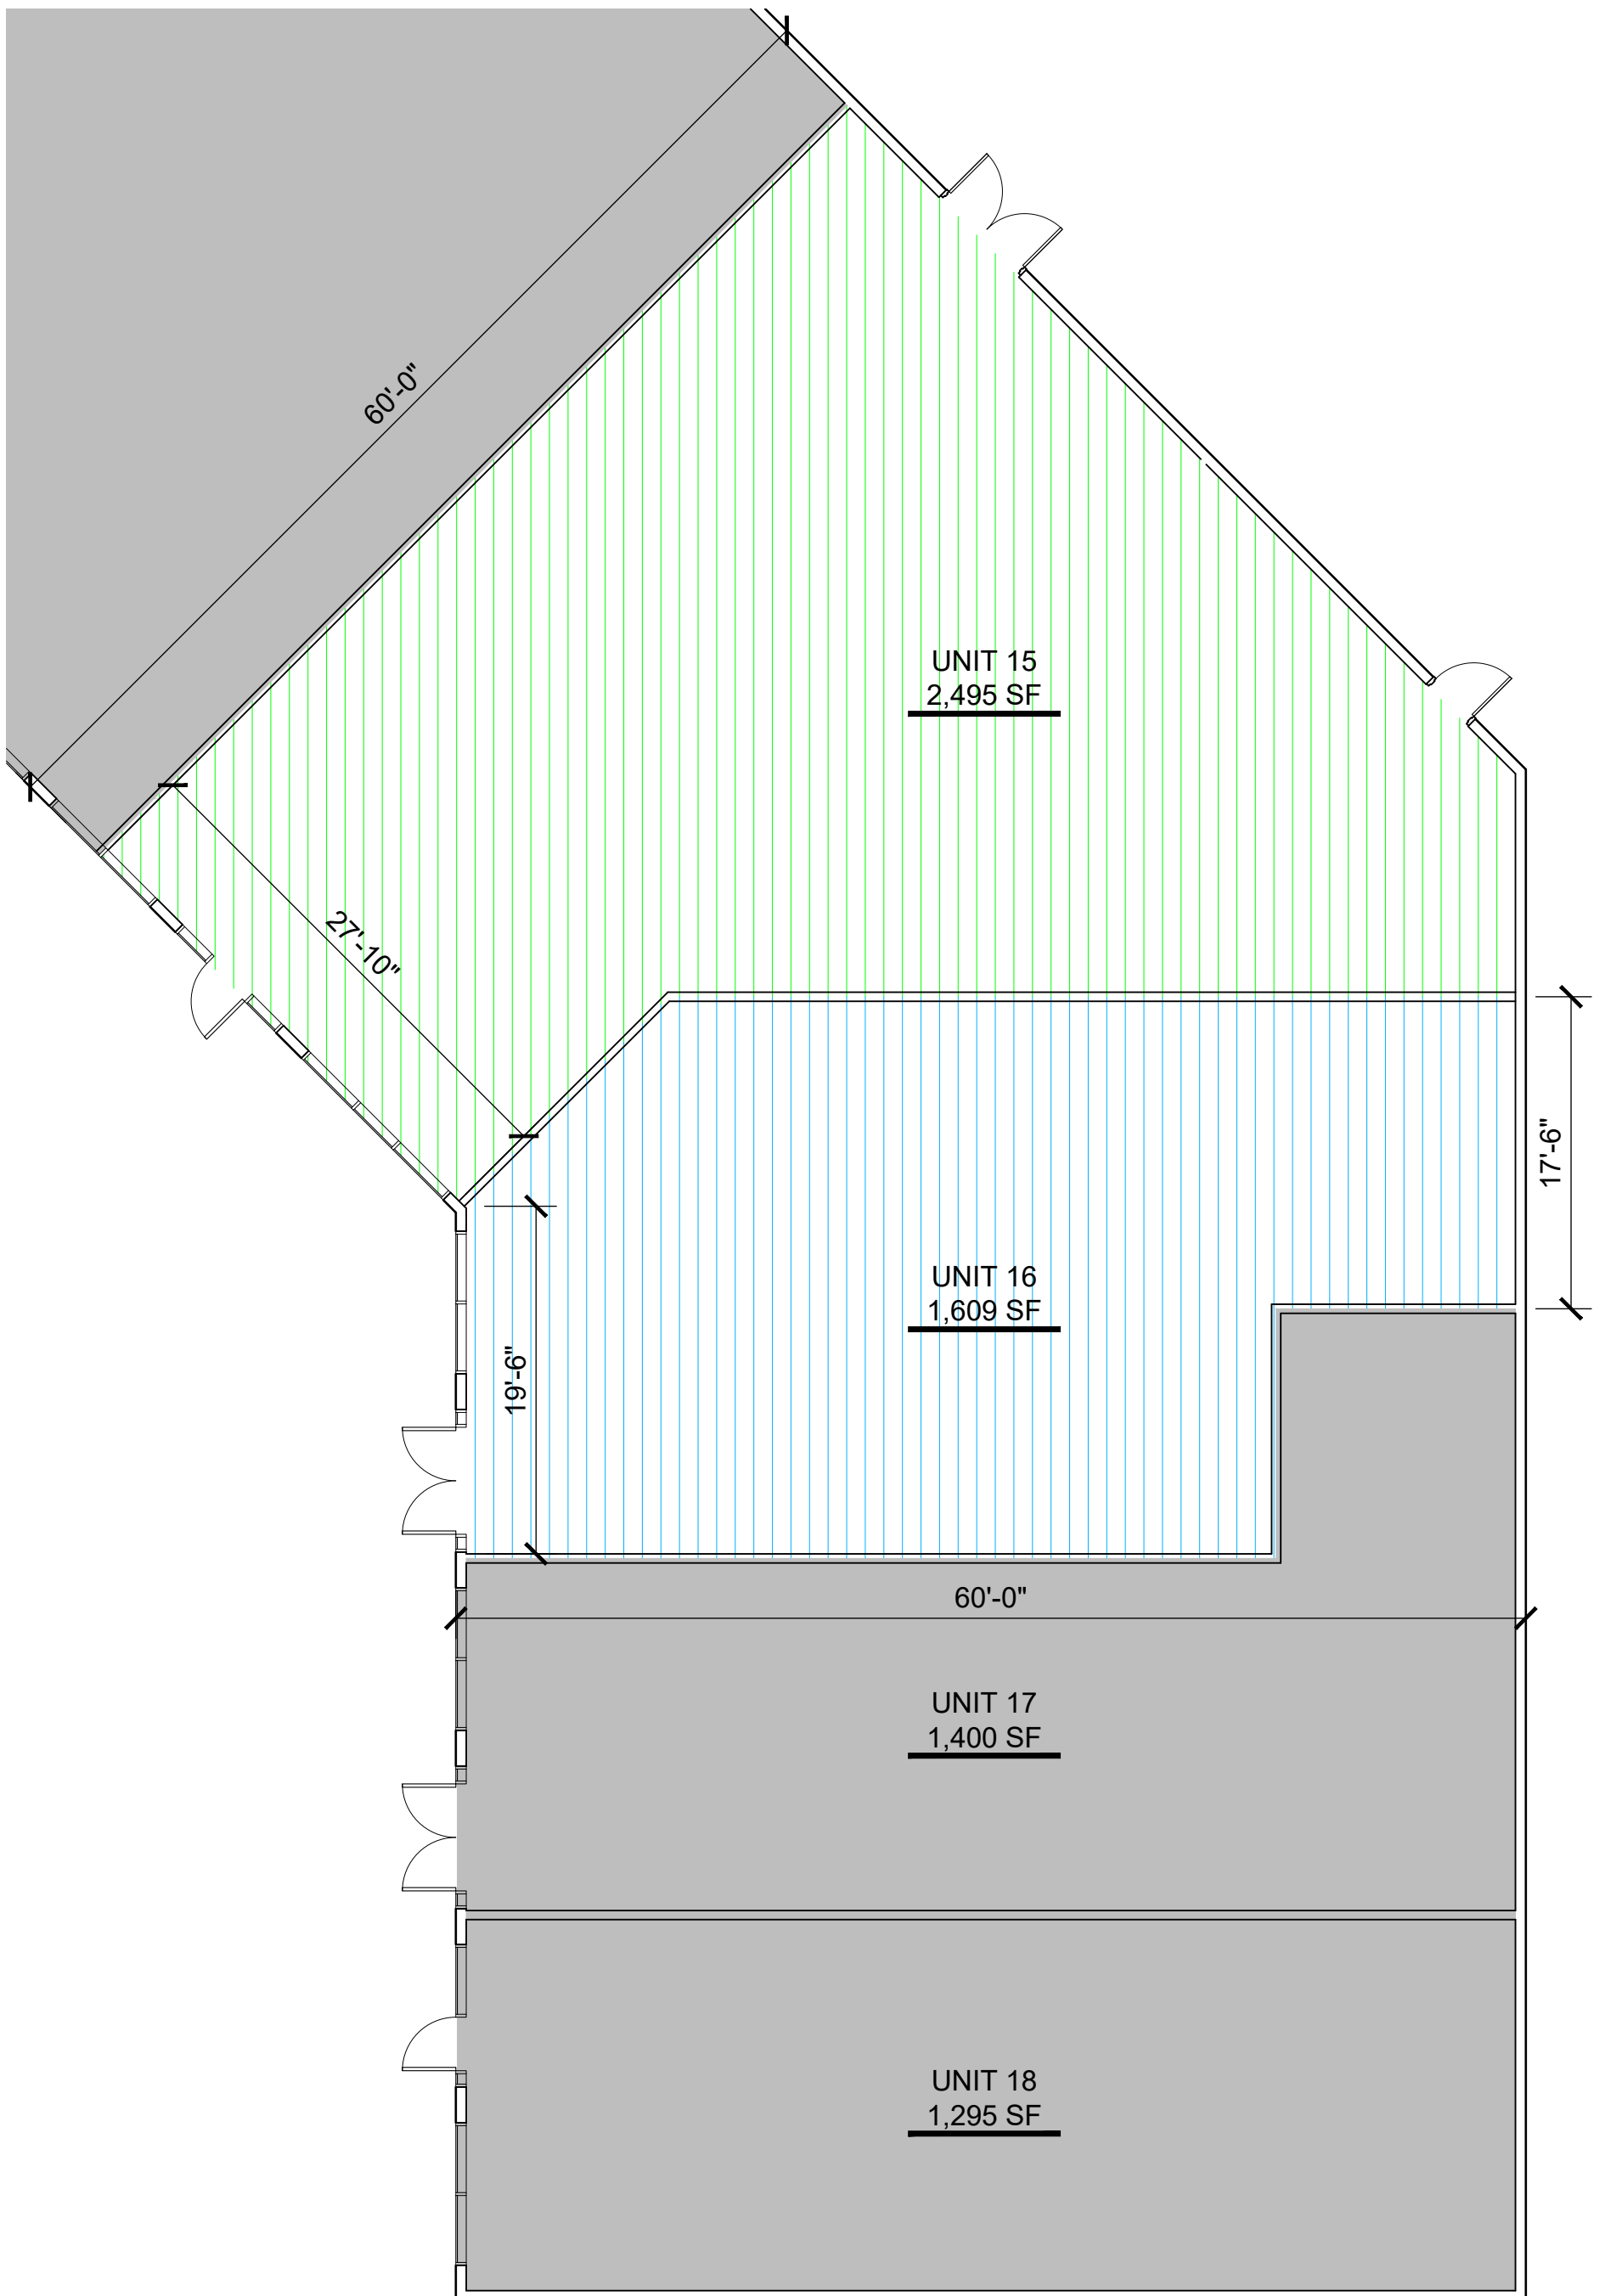 60'-0"
UNIT 15
2,495 SF
27'-10"
17'-6"
UNIT 16
1,609 SF
19'-6"
60'-0"
UNIT 17
1,400 SF
UNIT 18
1,295 SF